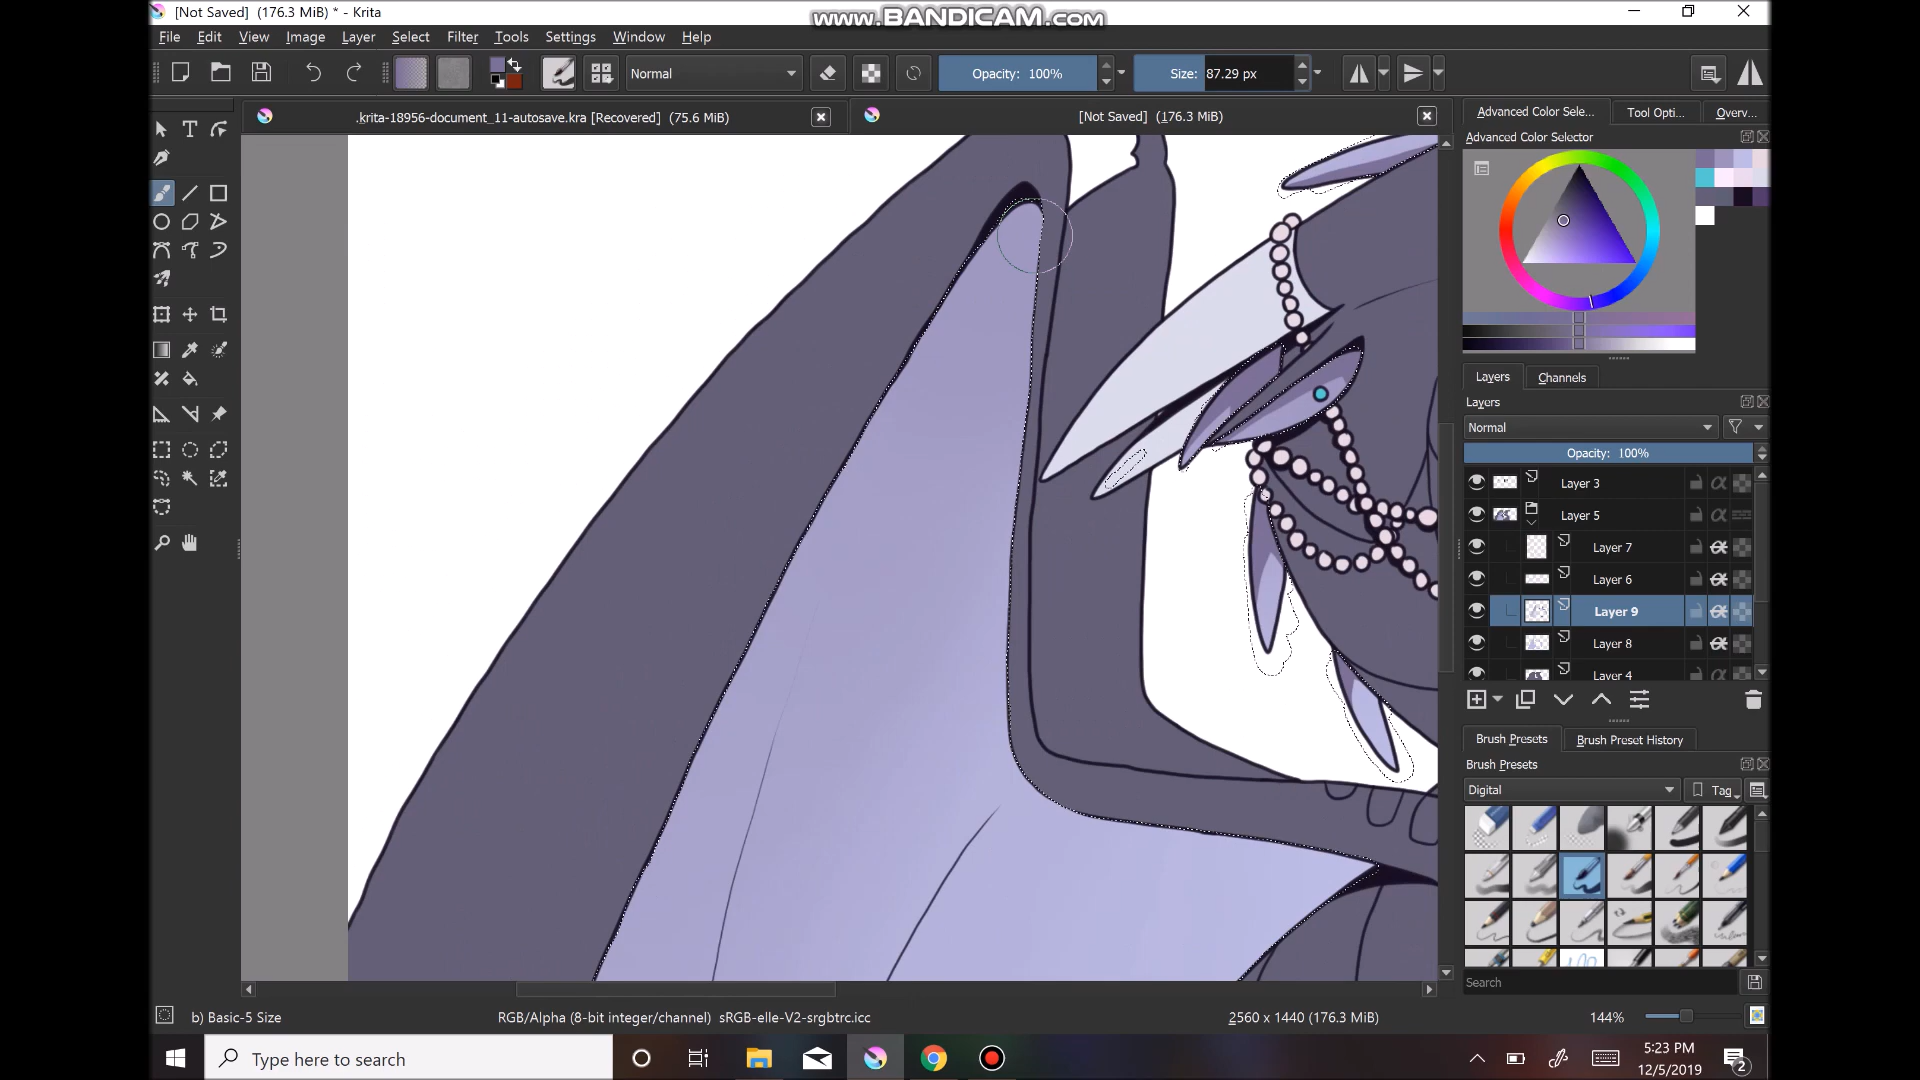 [Not Saved] (176.3 MiB) * - Krita
www.BANDICAM.com
File Edit View Image Layer Select Filter Tools Settings Window Help
Normal
Opacity: 100%
Size: 87.29 px
.krita-18956-document_11-autosave.kra [Recovered] (75.6 MiB)
[Not Saved] (176.3 MiB)
Advanced Color Sele...
Tool Opti...
Overv...
Advanced Color Selector
Layers
Channels
Layers
Normal
Opacity: 100%
Layer 3
Layer 5
Layer 7
Layer 6
Layer 9
Layer 8
Layer 4
Brush Presets
Brush Preset History
Brush Presets
Digital
Tag
Search
b) Basic-5 Size
RGB/Alpha (8-bit integer/channel) sRGB-elle-V2-srgbtrc.icc
2560 x 1440 (176.3 MiB)
144%
Type here to search
5:23 PM
12/5/2019
2